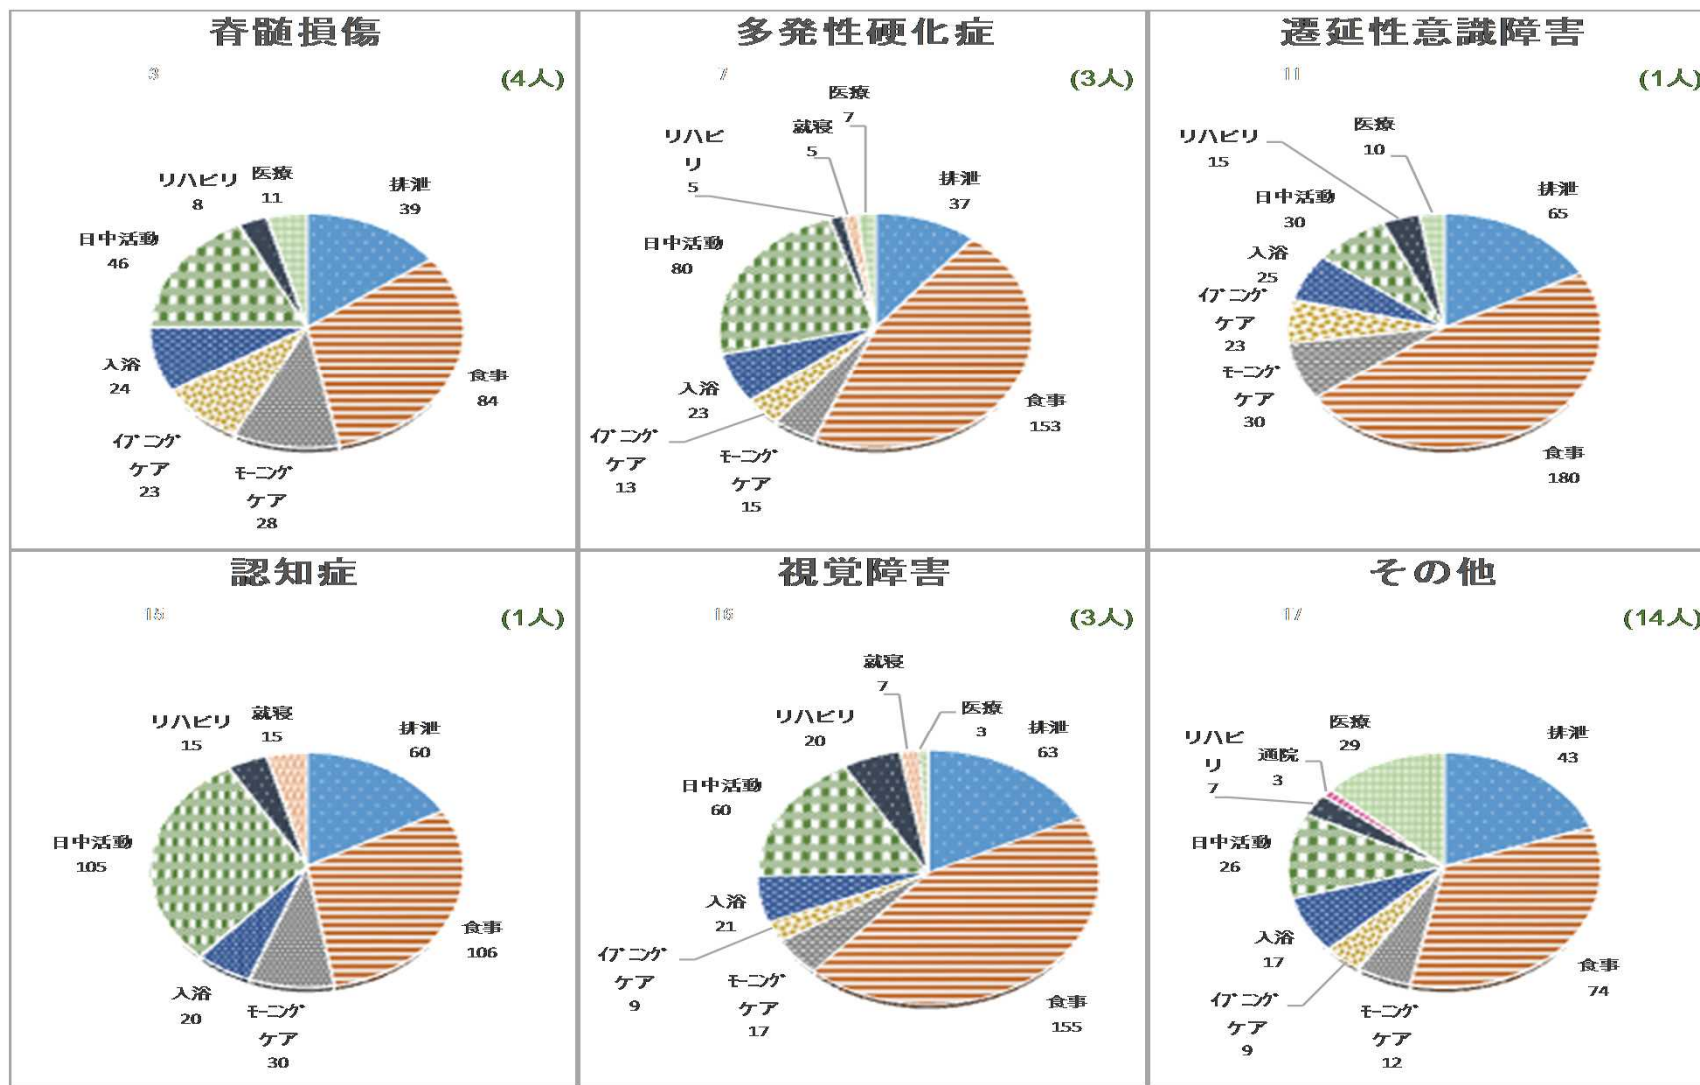 脊髄損傷
3
(4人)
リハビリ
8
医療
11
排泄
39
日中活動
46
入浴
24
食事
84
ｲﾌﾞﾆﾝｸﾞ
ケア
23
ﾓｰﾆﾝｸﾞ
ケア
28
多発性硬化症
7
(3人)
医療
7
就寝
5
リハビ
リ
5
排泄
37
日中活動
80
入浴
23
食事
153
ｲﾌﾞﾆﾝｸﾞ
ケア
13
ﾓｰﾆﾝｸﾞ
ケア
15
遷延性意識障害
11
(1人)
リハビリ
15
医療
10
排泄
65
日中活動
30
入浴
25
ｲﾌﾞﾆﾝｸﾞ
ケア
23
ﾓｰﾆﾝｸﾞ
ケア
30
食事
180
認知症
15
(1人)
リハビリ
15
就寝
15
排泄
60
日中活動
105
食事
106
入浴
20
ﾓｰﾆﾝｸﾞ
ケア
30
視覚障害
16
(3人)
就寝
7
リハビリ
20
医療
3
排泄
63
日中活動
60
入浴
21
ｲﾌﾞﾆﾝｸﾞ
ケア
9
ﾓｰﾆﾝｸﾞ
ケア
17
食事
155
その他
17
(14人)
リハビ
リ
7
通院
3
医療
29
排泄
43
日中活動
26
入浴
17
ｲﾌﾞﾆﾝｸﾞ
ケア
9
ﾓｰﾆﾝｸﾞ
ケア
12
食事
74